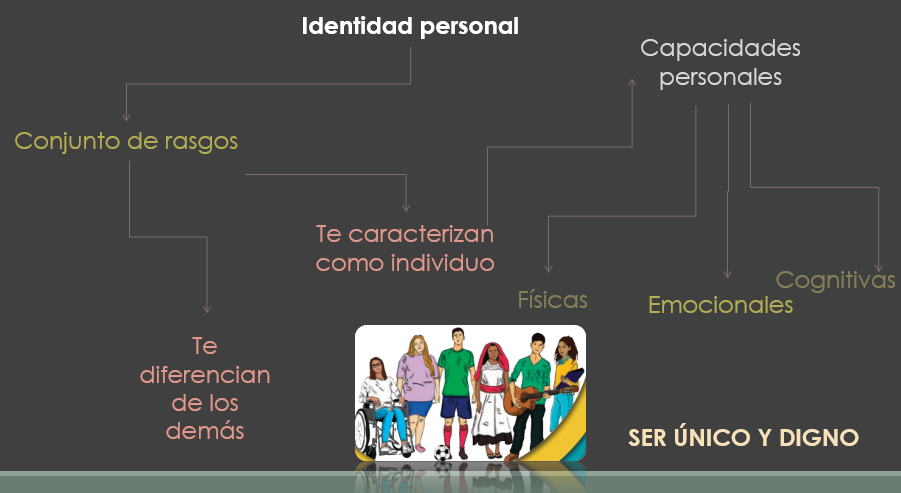 Identidad personal
Capacidades
personales
Conjunto de rasgos
Te caracterizan
como individuo
Físicas
Emocionales
Cognitivas
Te
diferencian
de los
demás
SER ÚNICO Y DIGNO